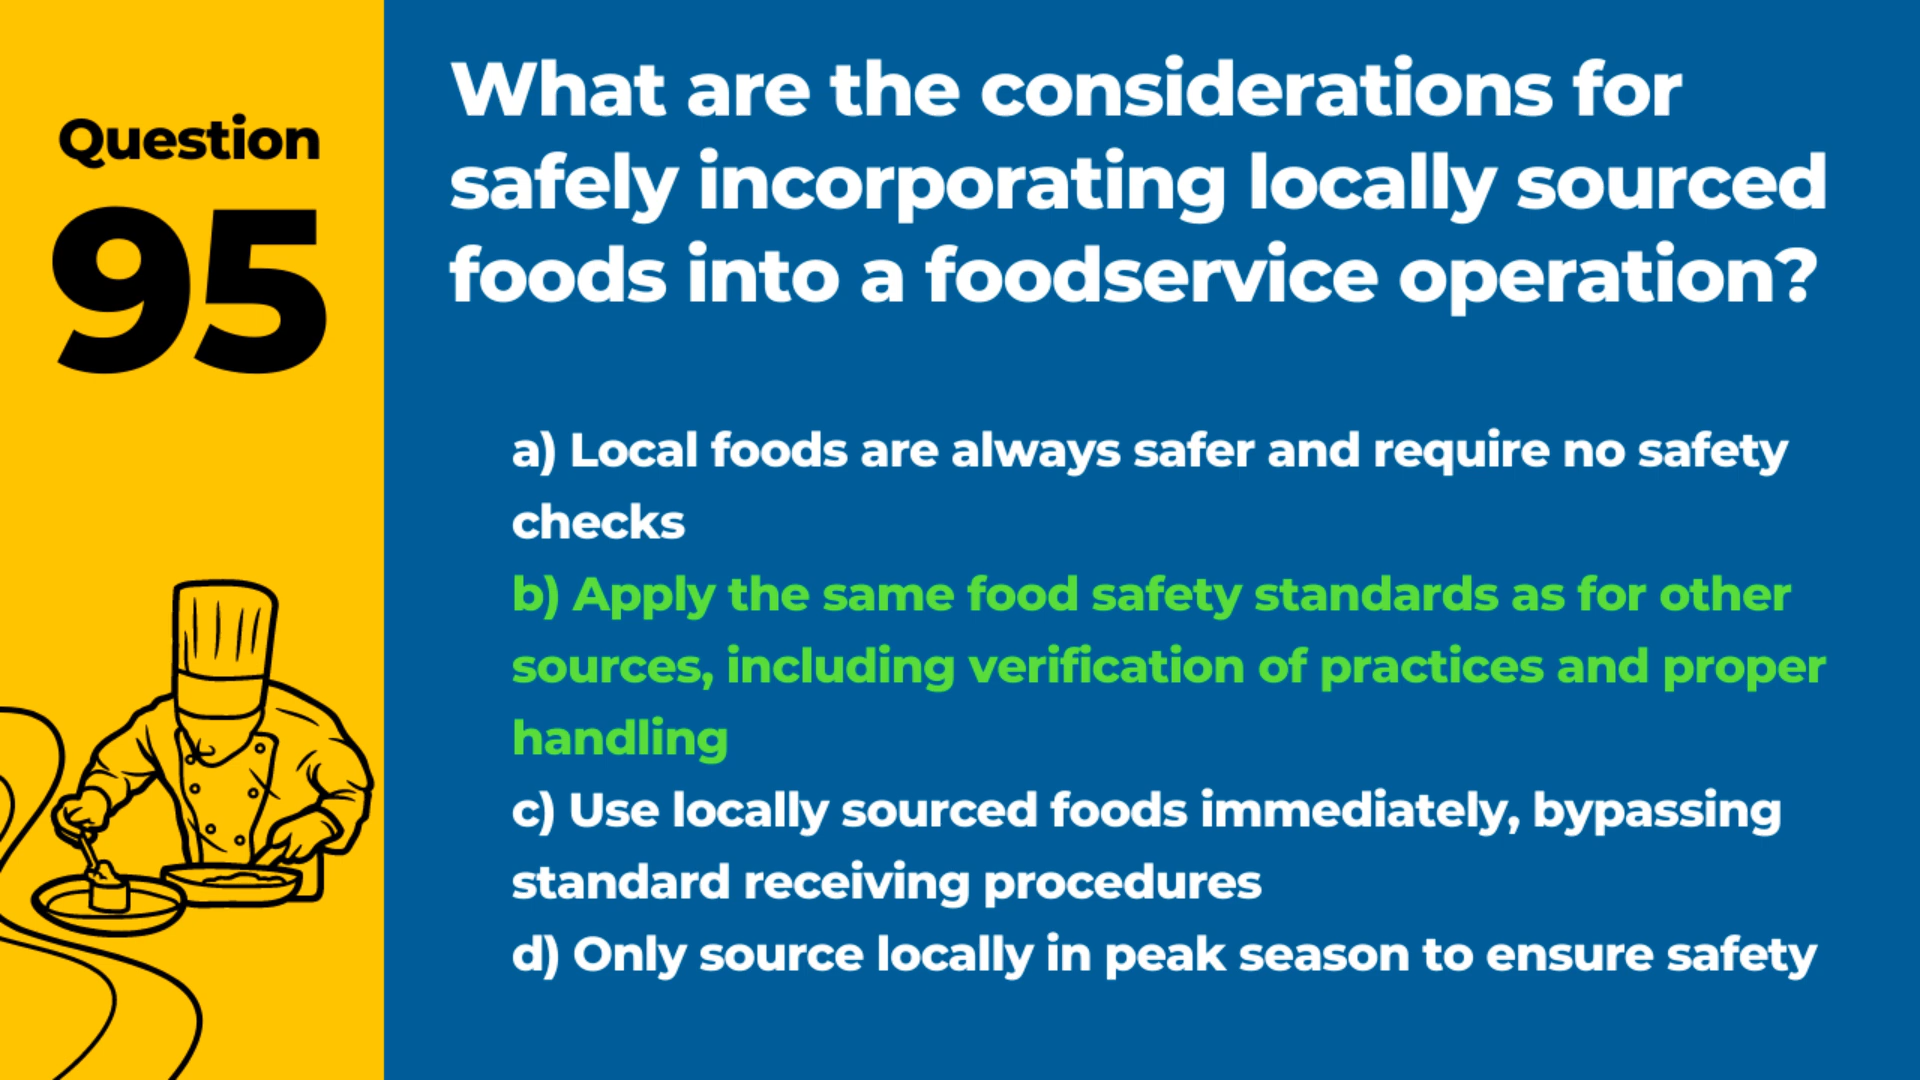 Question
95
What are the considerations for
safely incorporating locally sourced
foods into a foodservice operation?
a) Local foods are always safer and require no safety
checks
b) Apply the same food safety standards as for other
sources, including verification of practices and proper
handling
c) Use locally sourced foods immediately, bypassing
standard receiving procedures
d) Only source locally in peak season to ensure safety